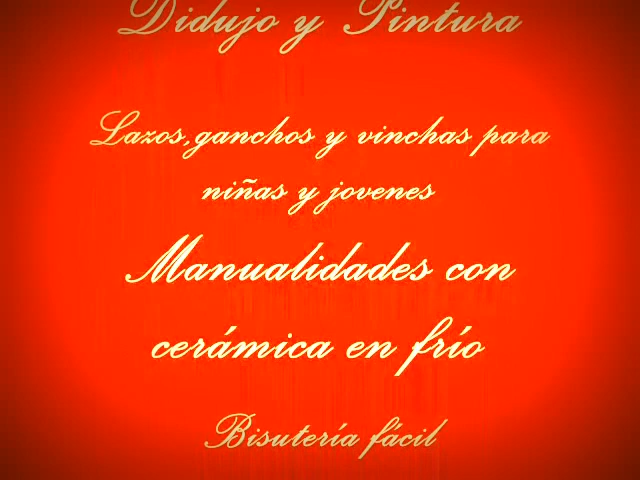 Didujo y Pintura
Lazos,ganchos y vinchas para
niñas y jovenes
Manualidades con
cerámica en frío
Bisutería fácil